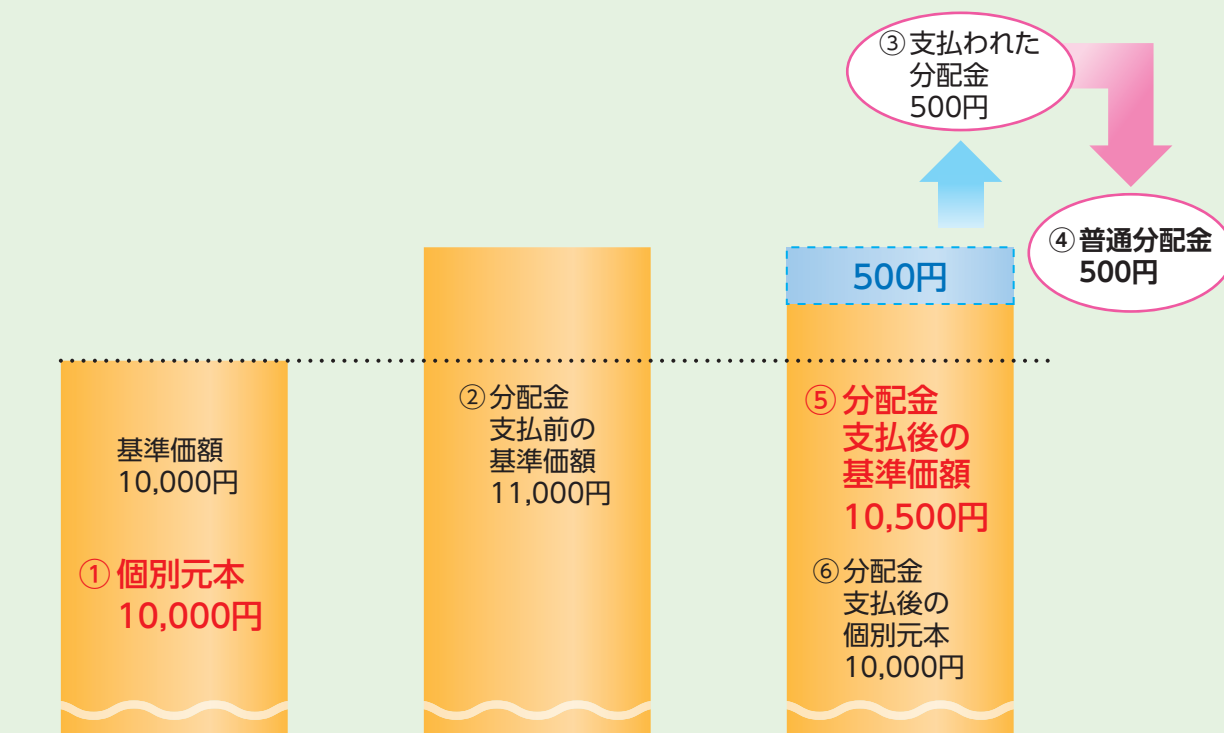 ③支払われた
分配金
500円
④普通分配金
500円
500円
基準価額
10,000円
①個別元本
10,000円
②分配金
支払前の
基準価額
11,000円
⑤分配金
支払後の
基準価額
10,500円
⑥分配金
支払後の
個別元本
10,000円